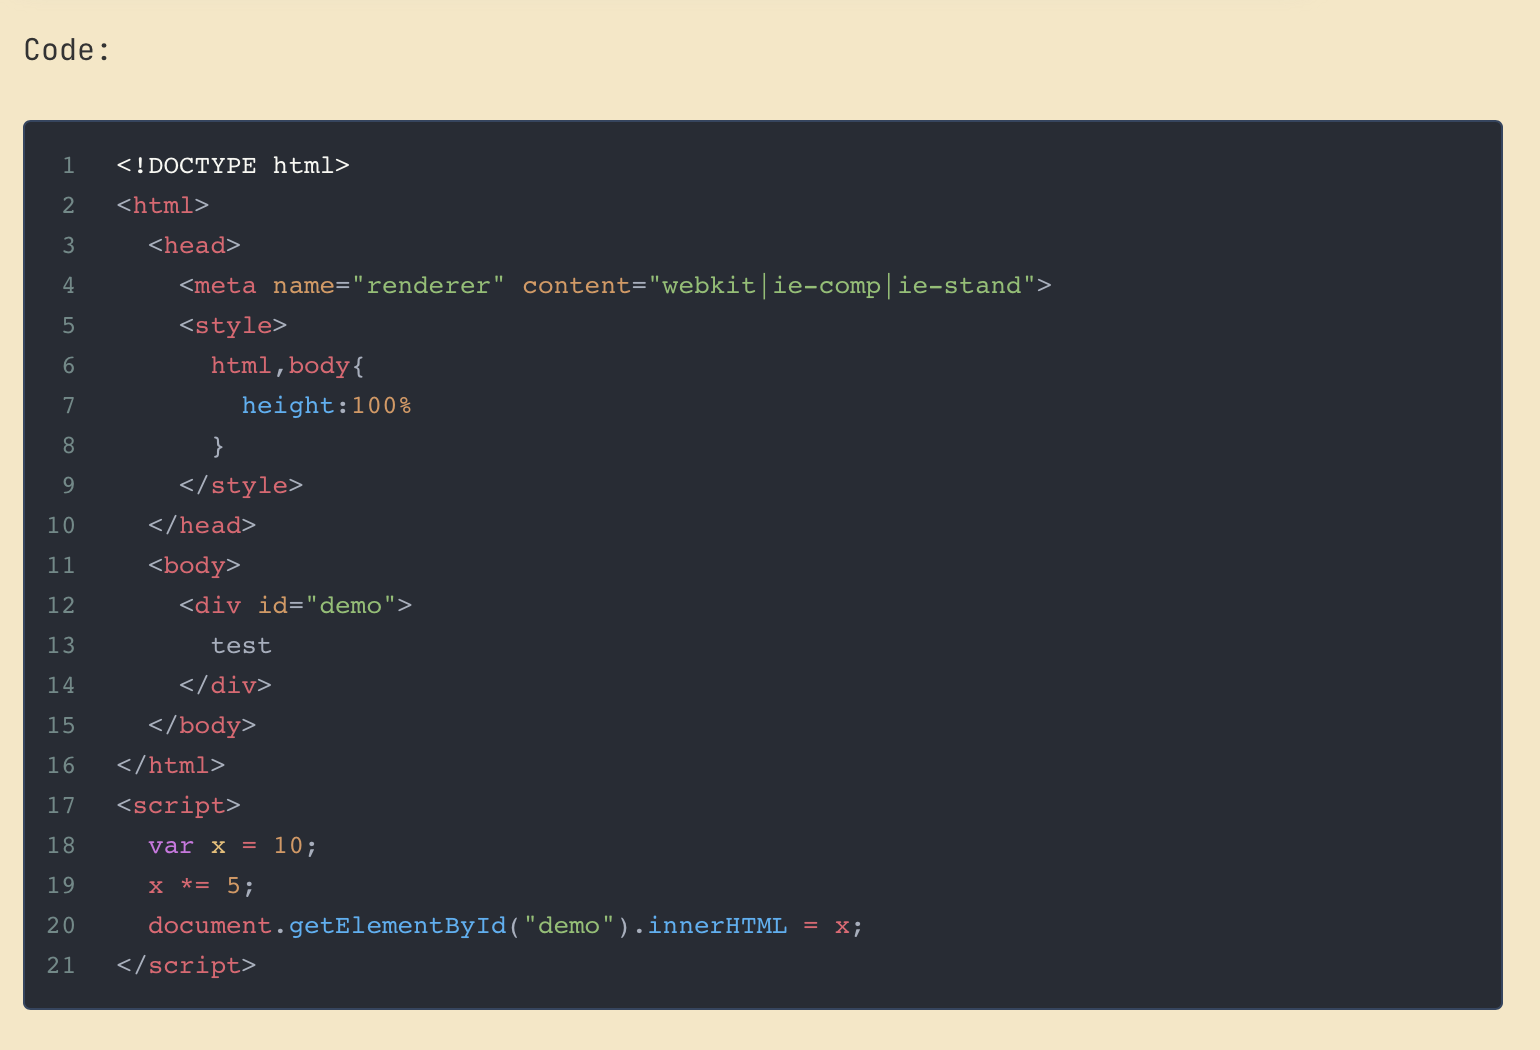 Code:
1 <!DOCTYPE html>
2 <html>
3   <head>
4     <meta name="renderer" content="webkit|ie-comp|ie-stand">
5     <style>
6       html,body{
7         height:100%
8       }
9     </style>
10   </head>
11   <body>
12     <div id="demo">
13       test
14     </div>
15   </body>
16 </html>
17 <script>
18   var x = 10;
19   x *= 5;
20   document.getElementById("demo").innerHTML = x;
21 </script>